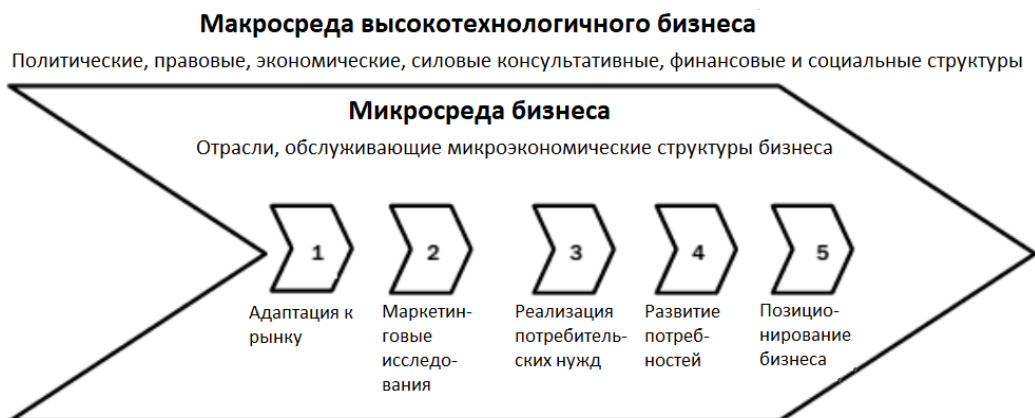 Макросреда высокотехнологичного бизнеса
Политические, правовые, экономические, силовые консультативные, финансовые и социальные структуры
Микросреда бизнеса
Отрасли, обслуживающие микроэкономические структуры бизнеса
1
2
3
4
5
Адаптация к
рынку
Маркетин-
говые
исследо-
вания
Реализация
потребитель-
ских нужд
Развитие
потреб-
ностей
Позицио-
нирование
бизнеса